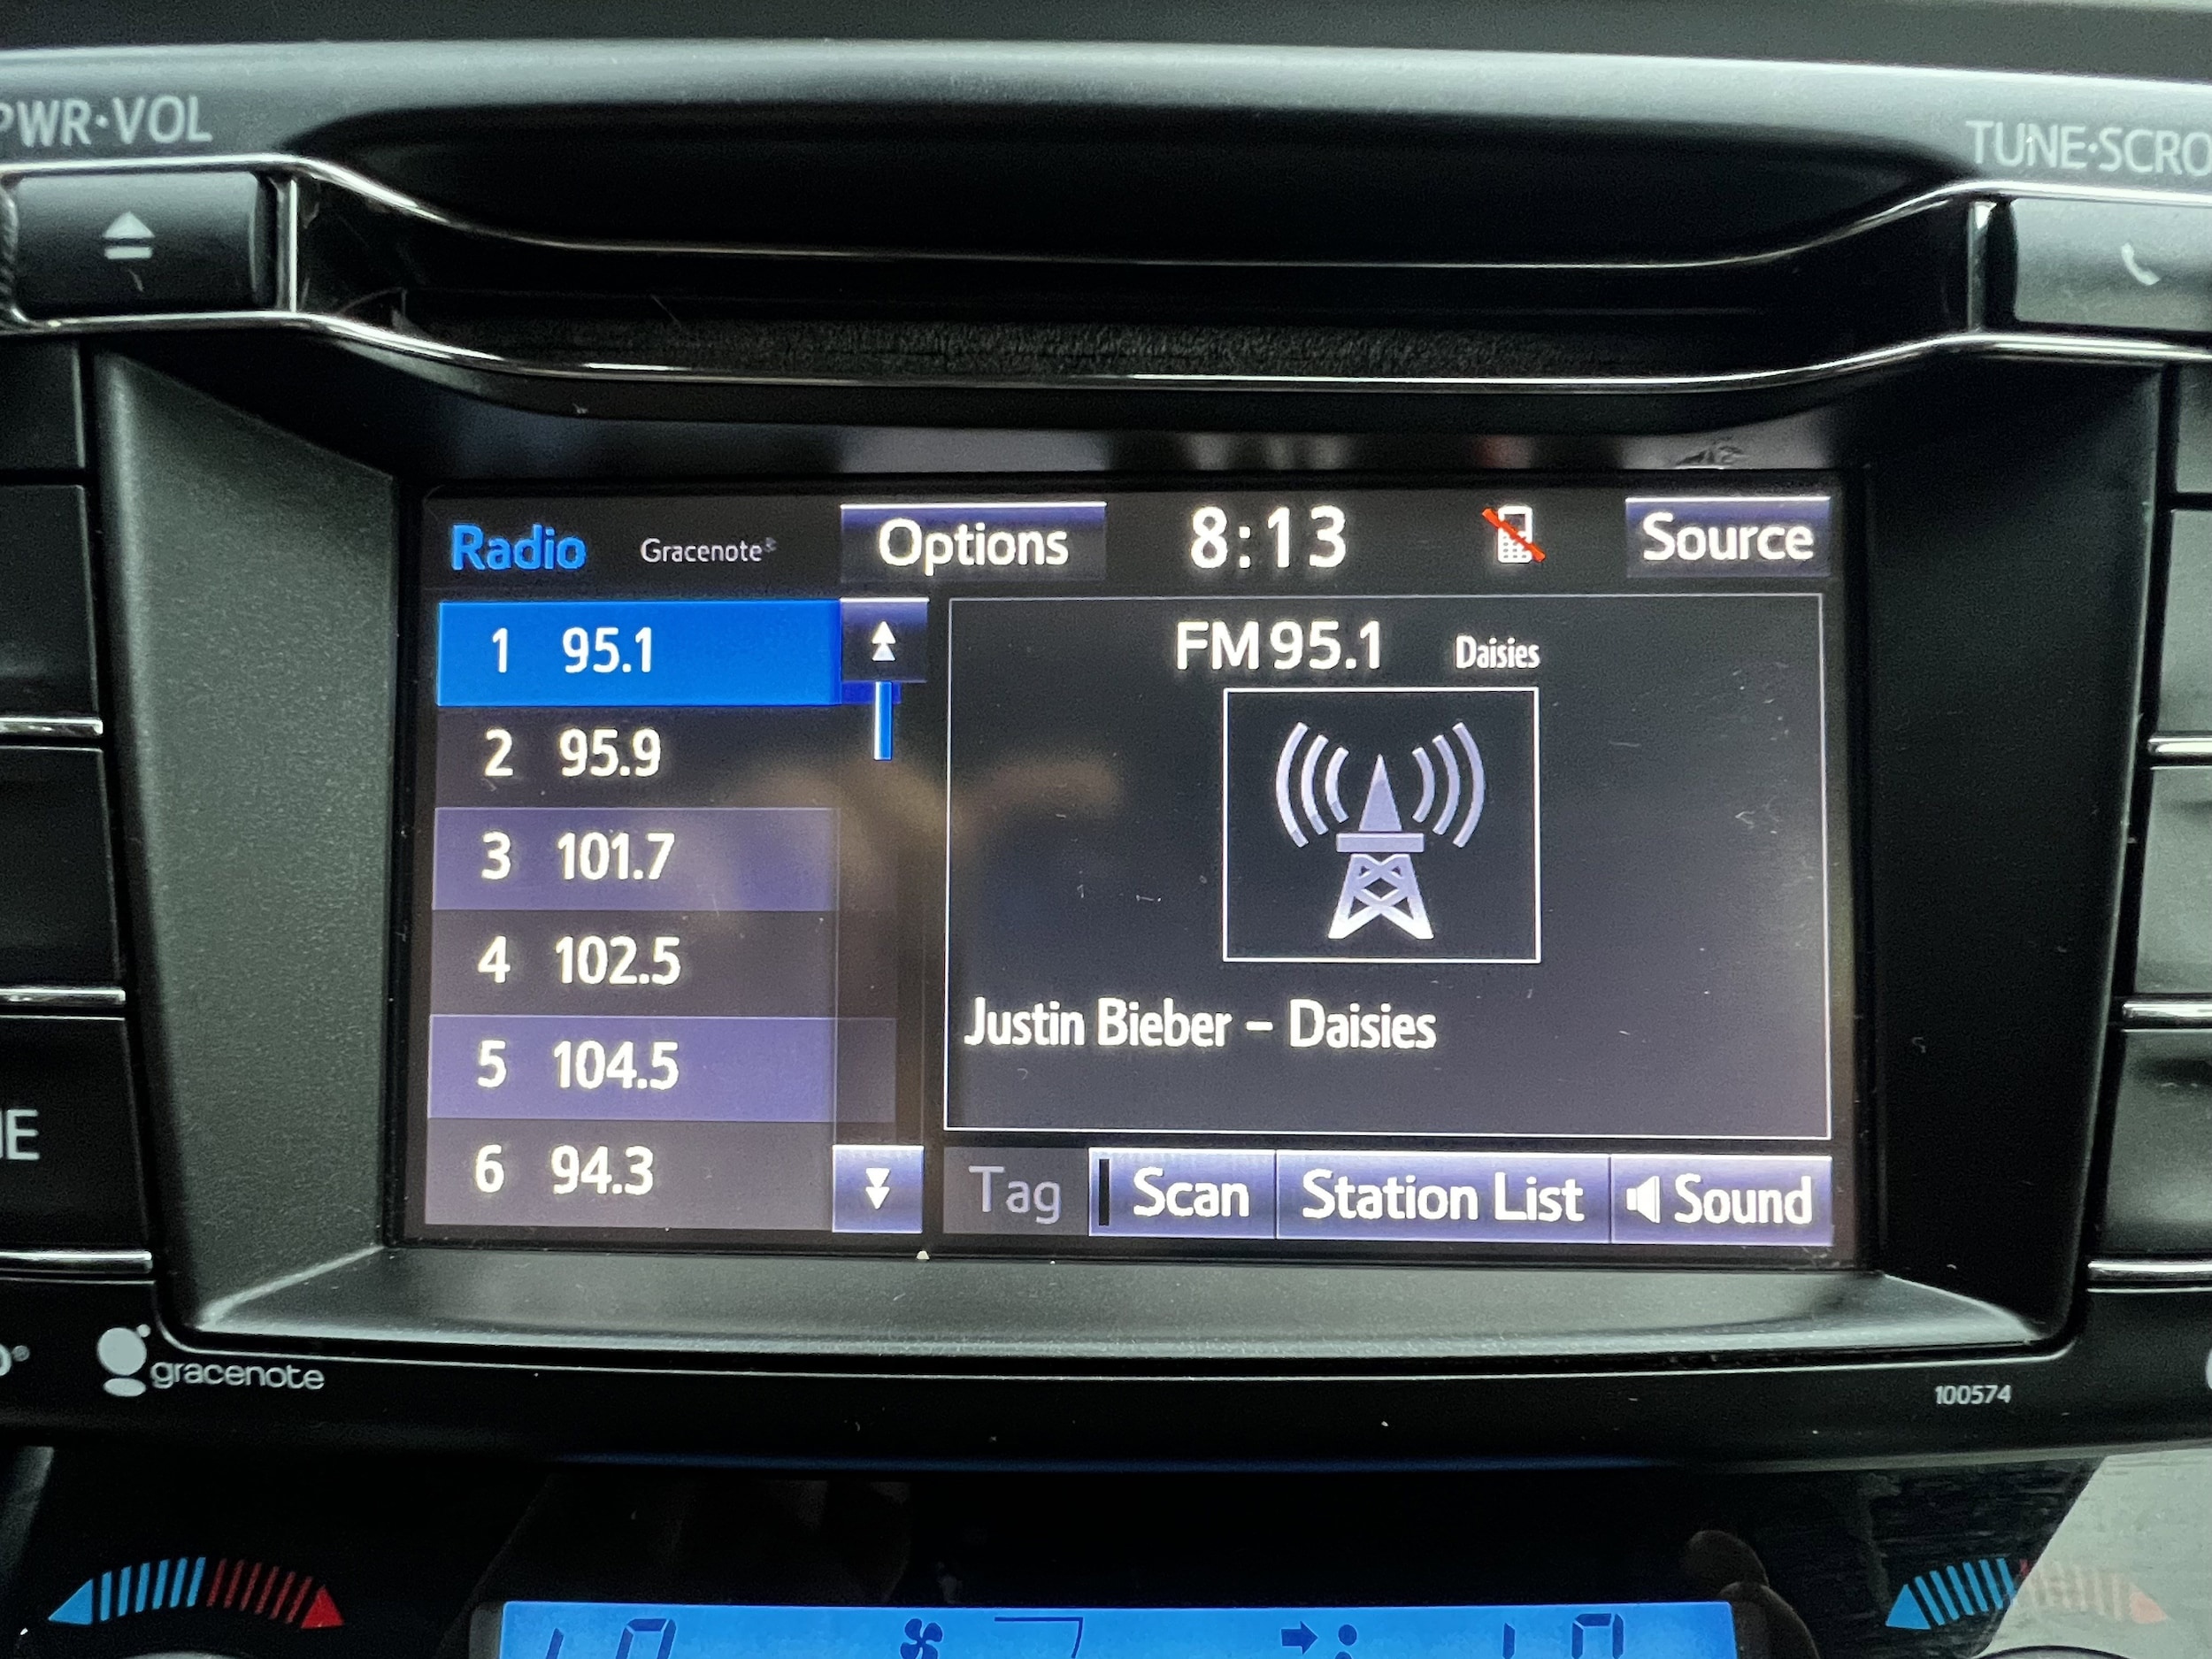 PWR·VOL
TUNE·SCRO
Radio Gracenote® Options 8:13 Source
1 95.1
2 95.9
3 101.7
4 102.5
5 104.5
6 94.3
FM 95.1 Daisies
Justin Bieber – Daisies
Tag Scan Station List Sound
gracenote
100574